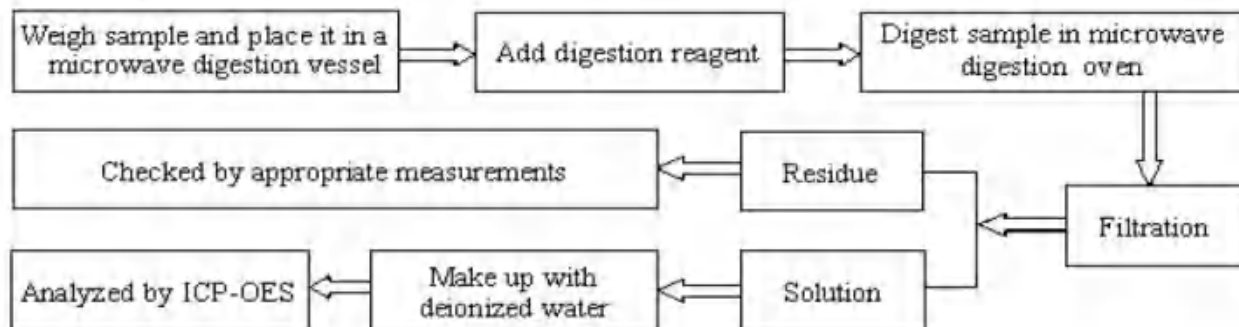 Weigh sample and place it in a
microwave digestion vessel
Add digestion reagent
Digest sample in microwave
digestion oven
Checked by appropriate measurements
Residue
Filtration
Analyzed by ICP-OES
Make up with
deionized water
Solution